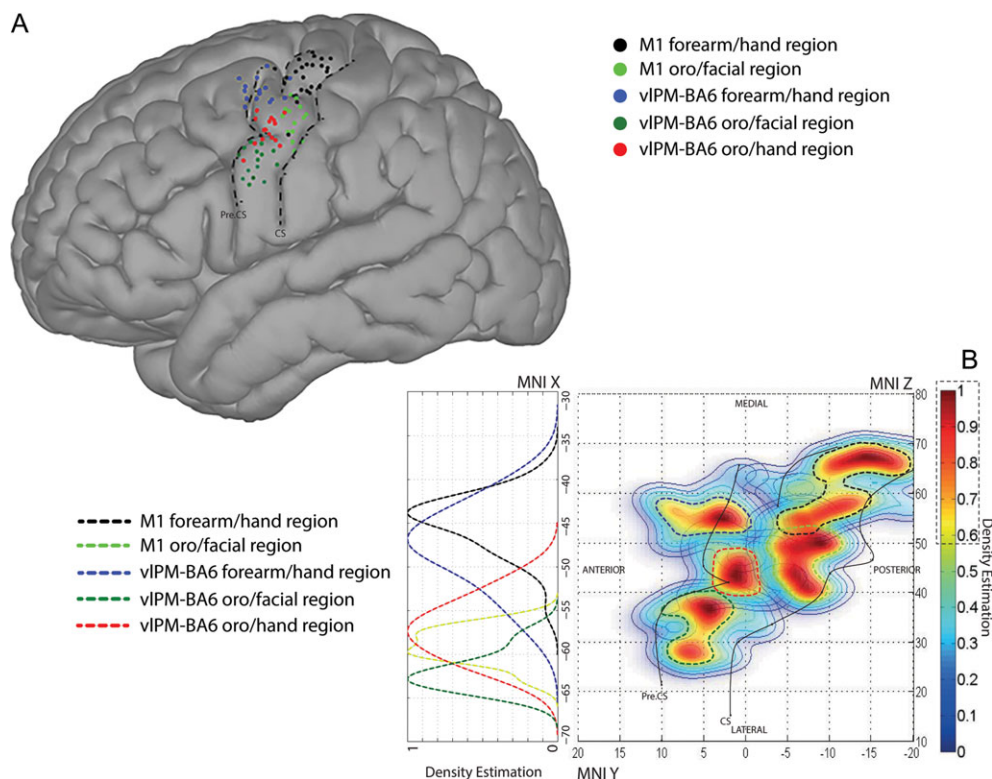 A
M1 forearm/hand region
M1 oro/facial region
vlPM-BA6 forearm/hand region
vlPM-BA6 oro/facial region
vlPM-BA6 oro/hand region
Pre.CS
CS
B
MNI X
MNI Z
-30
-35
-40
-45
-50
-55
-60
-65
-70
1
0
Density Estimation
M1 forearm/hand region
M1 oro/facial region
vlPM-BA6 forearm/hand region
vlPM-BA6 oro/facial region
vlPM-BA6 oro/hand region
MEDIAL
ANTERIOR
POSTERIOR
Pre.CS
CS
LATERAL
80
70
60
50
40
30
20
10
20
15
10
5
0
-5
-10
-15
-20
MNI Y
1
0.9
0.8
0.7
0.6
0.5
0.4
0.3
0.2
0.1
0
Density Estimation